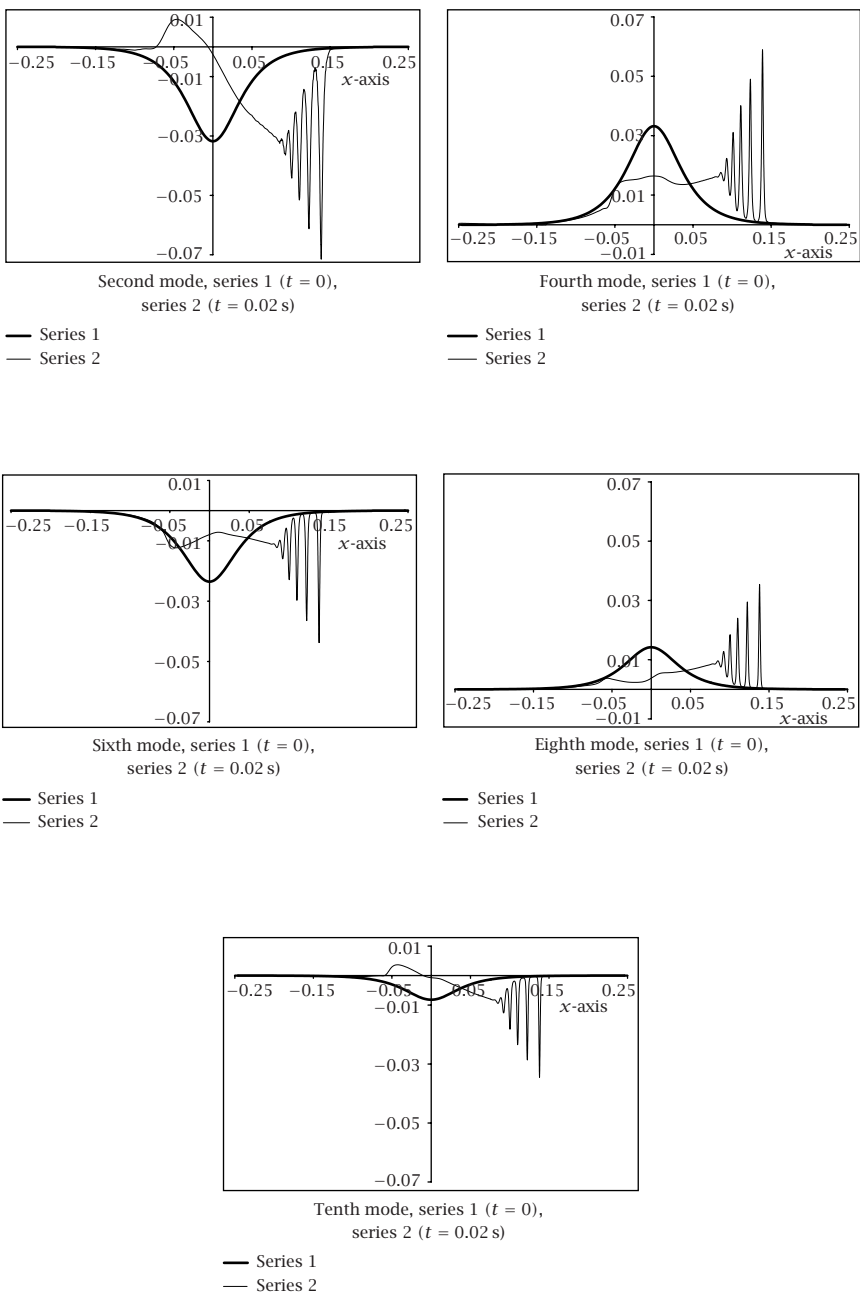 0.01
−0.25 −0.15 −0.05 0.05 0.15 0.25
x-axis
−0.01
−0.03
−0.05
−0.07
Second mode, series 1 (t = 0),
series 2 (t = 0.02 s)
Series 1
Series 2
0.07
0.05
0.03
0.01
−0.25 −0.15 −0.05 0.05 0.15 0.25
−0.01
x-axis
Fourth mode, series 1 (t = 0),
series 2 (t = 0.02 s)
Series 1
Series 2
0.01
−0.25 −0.15 −0.05 0.05 0.15 0.25
−0.01
x-axis
−0.03
−0.05
−0.07
Sixth mode, series 1 (t = 0),
series 2 (t = 0.02 s)
Series 1
Series 2
0.07
0.05
0.03
0.01
−0.25 −0.15 −0.05 0.05 0.15 0.25
−0.01
x-axis
Eighth mode, series 1 (t = 0),
series 2 (t = 0.02 s)
Series 1
Series 2
0.01
−0.25 −0.15 −0.05 0.05 0.15 0.25
−0.01
x-axis
−0.03
−0.05
−0.07
Tenth mode, series 1 (t = 0),
series 2 (t = 0.02 s)
Series 1
Series 2